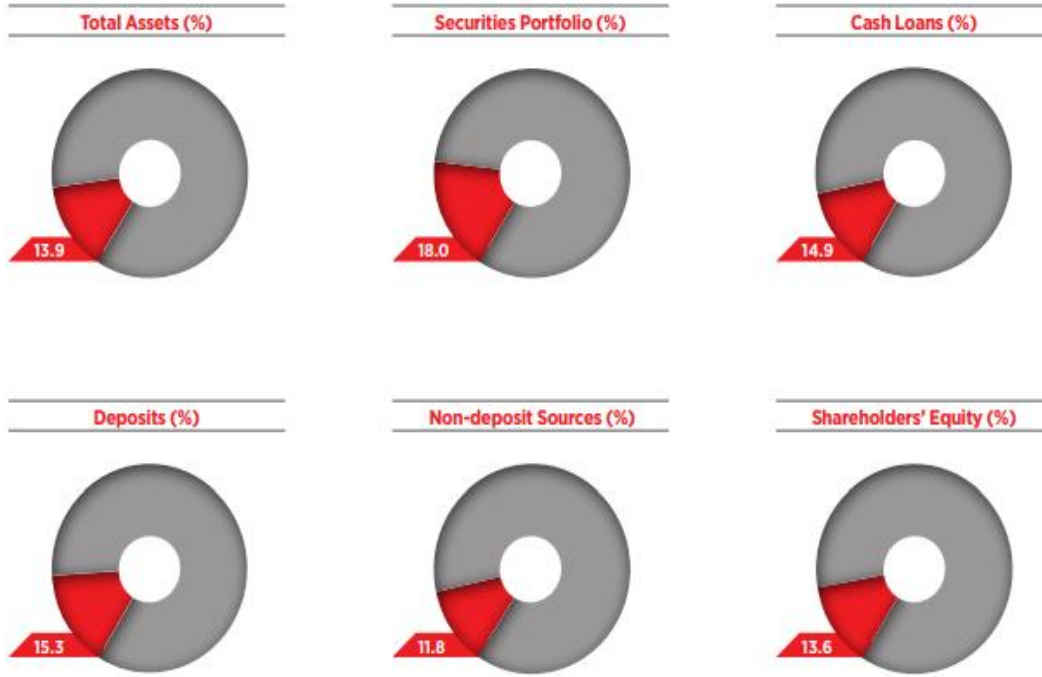 Total Assets (%)
Securities Portfolio (%)
Cash Loans (%)
13.9
18.0
14.9
Deposits (%)
Non-deposit Sources (%)
Shareholders' Equity (%)
15.3
11.8
13.6